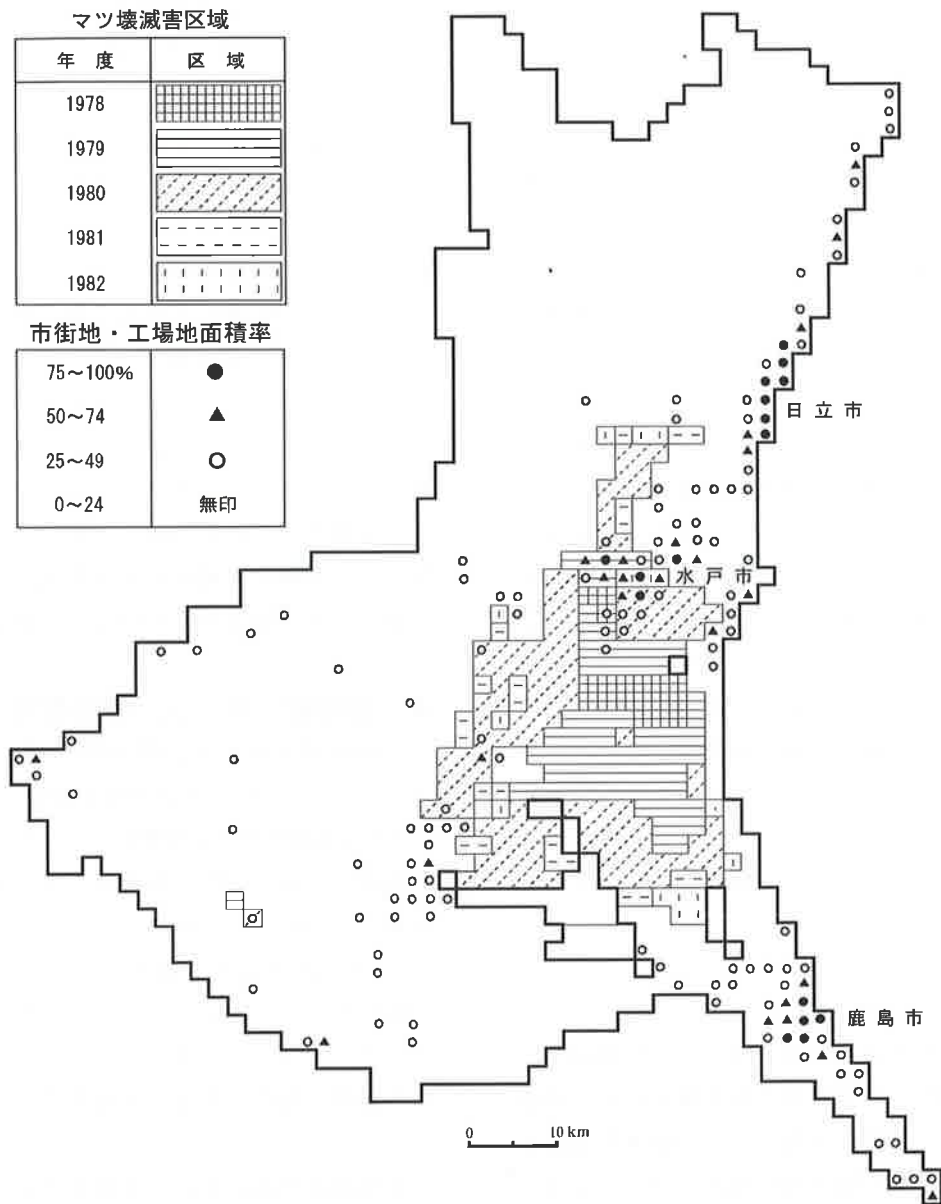 マツ壊滅害区域
年 度 区 域
1978
1979
1980
1981
1982
市街地・工場地面積率
75～100%
50～74
25～49
0～24 無印
日立市
水戸市
鹿島市
0 10 km